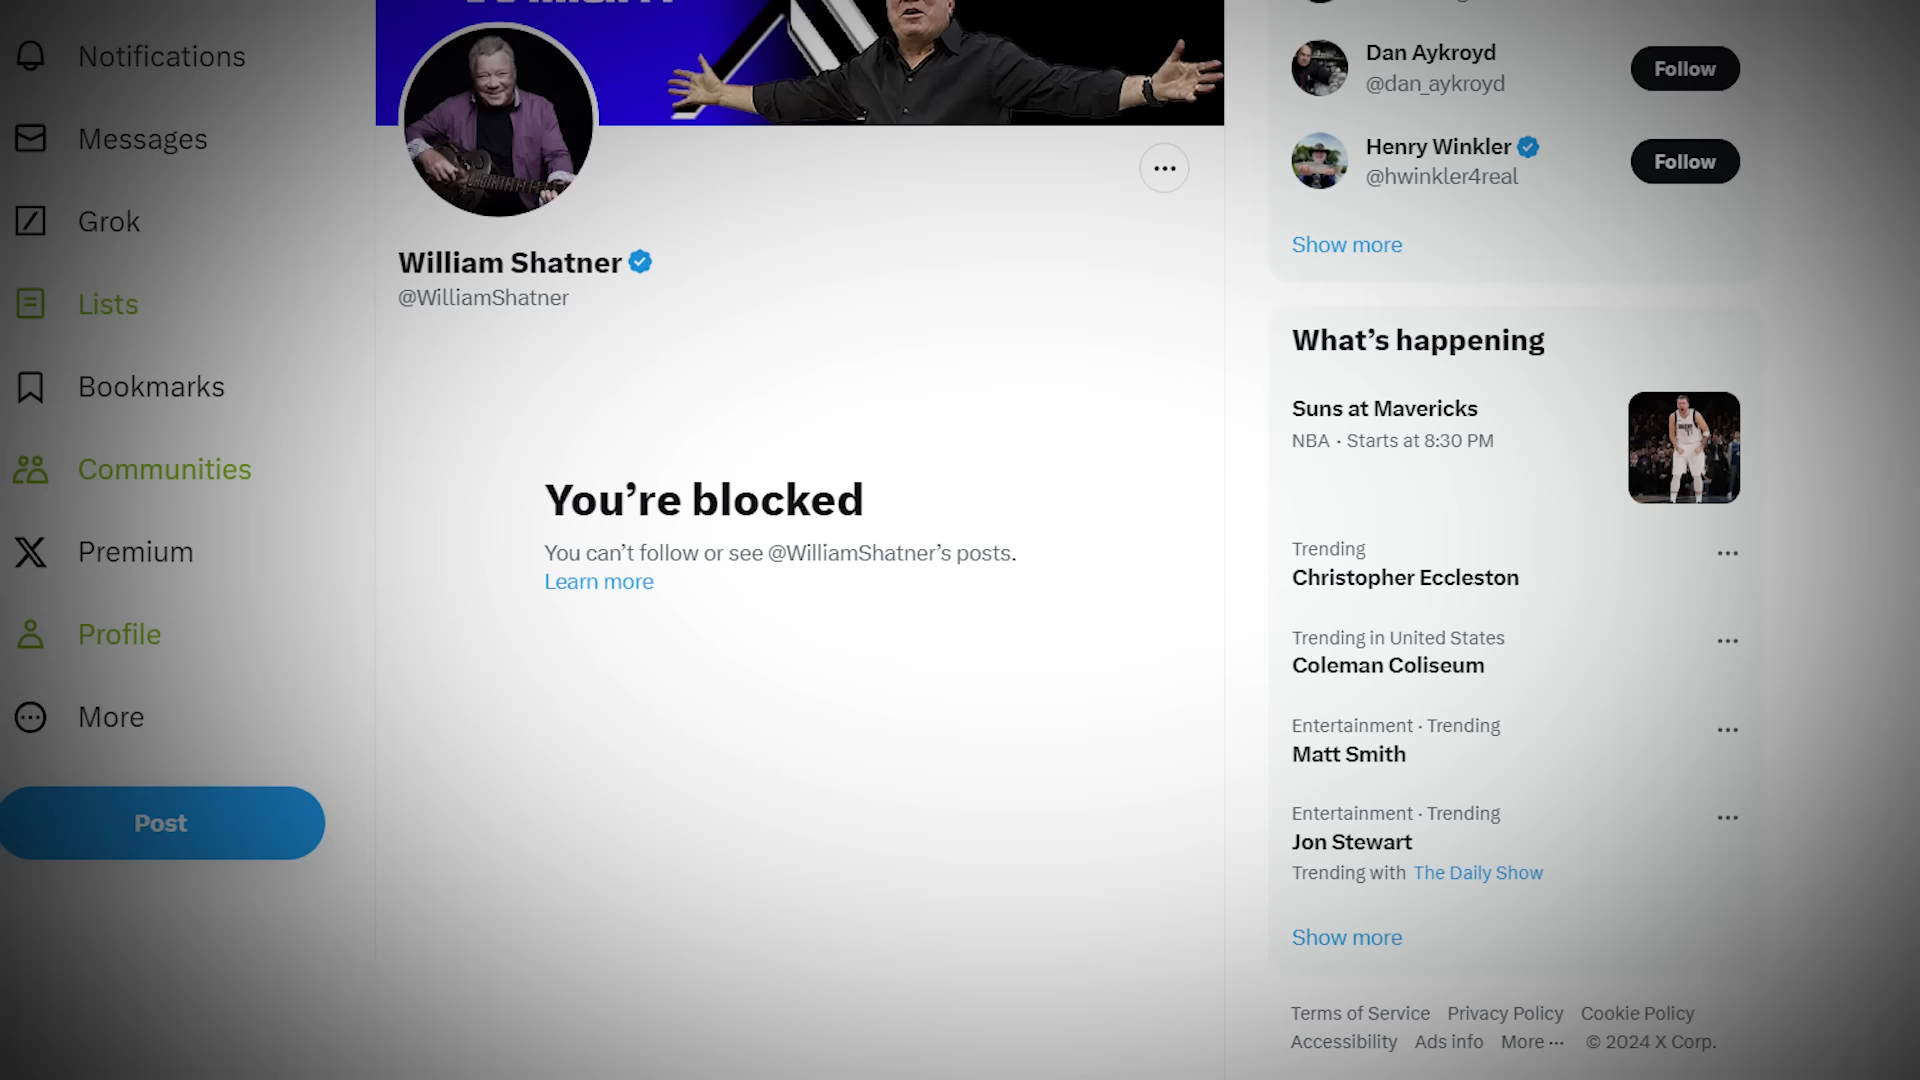 Notifications
Messages
Grok
Lists
Bookmarks
Communities
Premium
Profile
More
Post
William Shatner
@WilliamShatner
You’re blocked
You can’t follow or see @WilliamShatner’s posts.
Learn more
Dan Aykroyd
@dan_aykroyd
Follow
Henry Winkler
@hwinkler4real
Follow
Show more
What’s happening
Suns at Mavericks
NBA · Starts at 8:30 PM
Trending
Christopher Eccleston
Trending in United States
Coleman Coliseum
Entertainment · Trending
Matt Smith
Entertainment · Trending
Jon Stewart
Trending with The Daily Show
Show more
Terms of Service Privacy Policy Cookie Policy
Accessibility Ads info More ··· © 2024 X Corp.